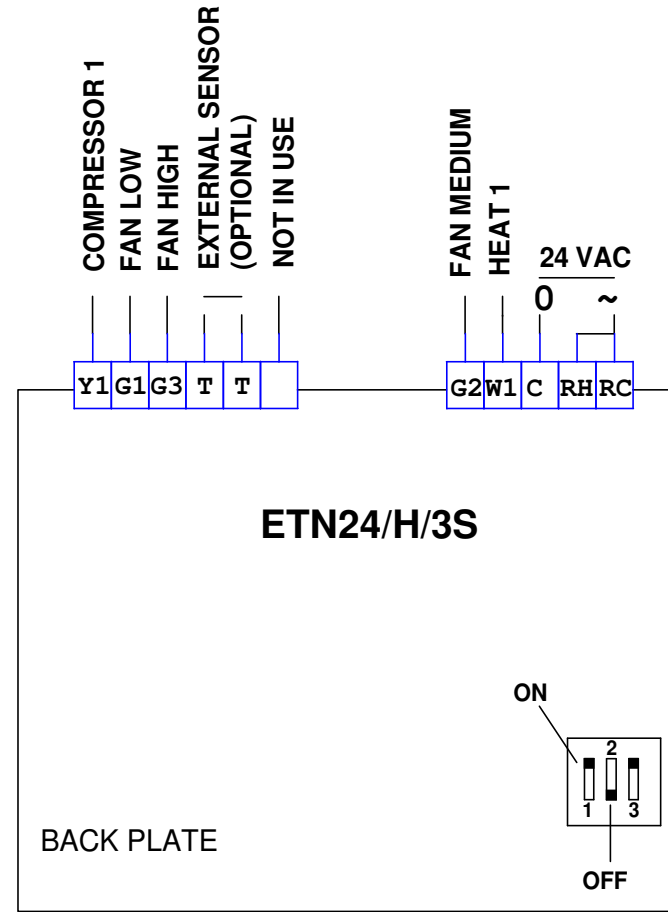 COMPRESSOR 1
FAN LOW
FAN HIGH
EXTERNAL SENSOR
(OPTIONAL)
NOT IN USE
FAN MEDIUM
HEAT 1
24 VAC
0 ~
Y1 G1 G3 T T
G2 W1 C RH RC
ETN24/H/3S
ON
2
1 3
BACK PLATE
OFF